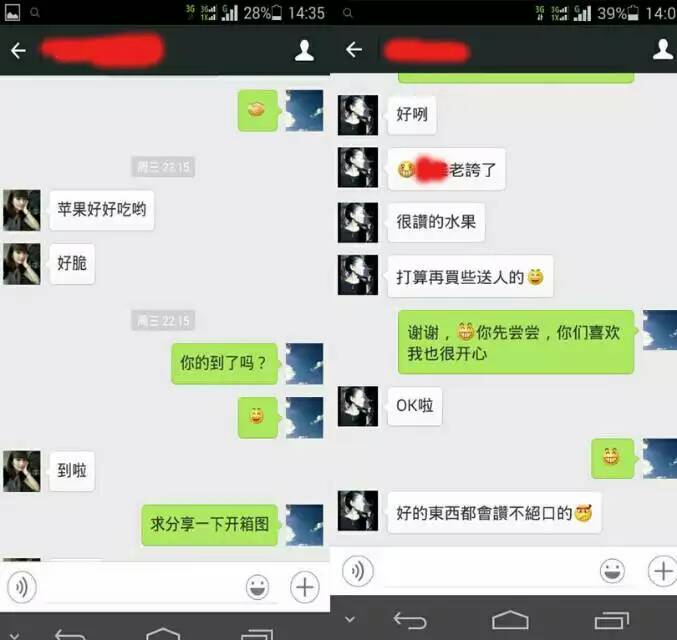 3G 3G 1X G 28% 14:35
周三 22:15
苹果好好吃哟
好脆
周三 22:15
你的到了吗？
到啦
求分享一下开箱图
3G 3G 1X G 39% 14:0
好咧
老誇了
很讚的水果
打算再買些送人的
谢谢，你先尝尝，你们喜欢
我也很开心
OK啦
好的東西都會讚不絕口的